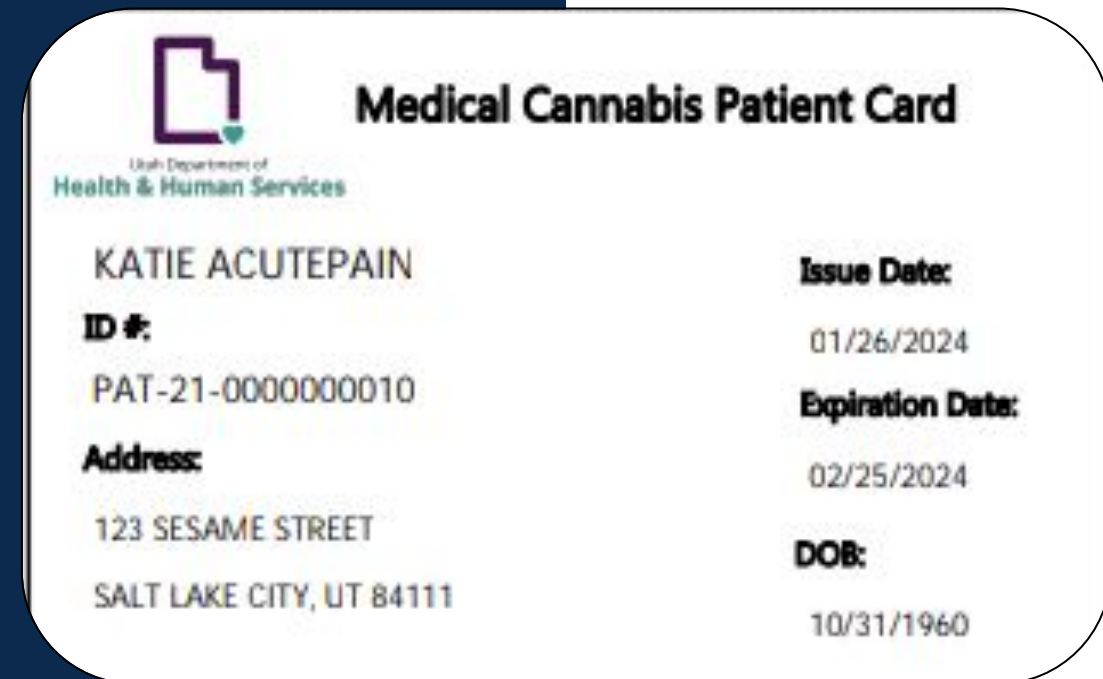 Medical Cannabis Patient Card
Utah Department of
Health & Human Services
KATIE ACUTEPAIN
ID #:
PAT-21-0000000010
Address:
123 SESAME STREET
SALT LAKE CITY, UT 84111
Issue Date:
01/26/2024
Expiration Date:
02/25/2024
DOB:
10/31/1960